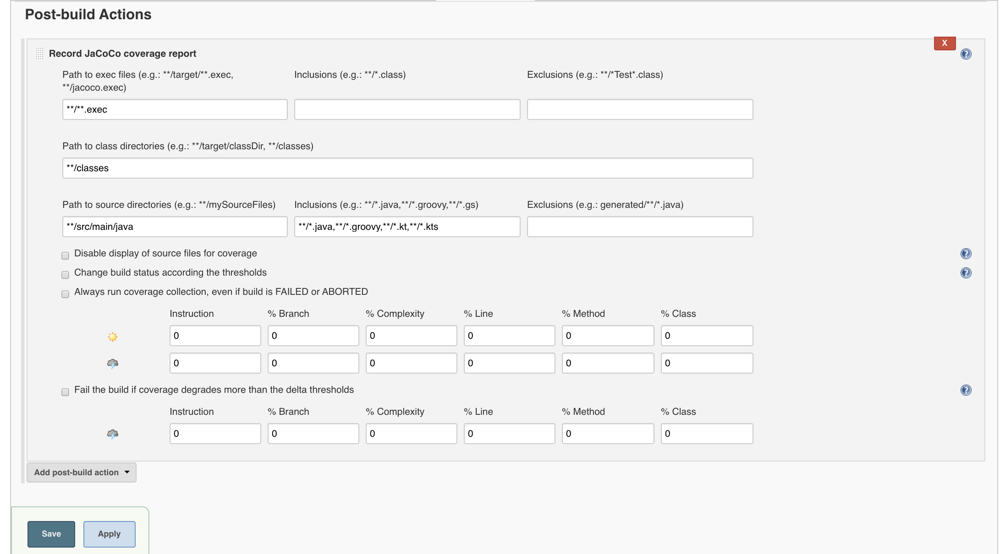 Post-build Actions
X
Record JaCoCo coverage report
?
Path to exec files (e.g.: **/target/**.exec,
**/jacoco.exec)
Inclusions (e.g.: **/*.class)
Exclusions (e.g.: **/*Test*.class)
**/**.exec
Path to class directories (e.g.: **/target/classDir, **/classes)
**/classes
Path to source directories (e.g.: **/mySourceFiles)
Inclusions (e.g.: **/*.java,**/*.groovy,**/*.gs)
Exclusions (e.g.: generated/**/*.java)
**/src/main/java
**/*.java,**/*.groovy,**/*.kt,**/*.kts
Disable display of source files for coverage
?
Change build status according the thresholds
?
Always run coverage collection, even if build is FAILED or ABORTED
Instruction % Branch % Complexity % Line % Method % Class
0 0 0 0 0 0
0 0 0 0 0 0
Fail the build if coverage degrades more than the delta thresholds
?
Instruction % Branch % Complexity % Line % Method % Class
0 0 0 0 0 0
Add post-build action
Save Apply